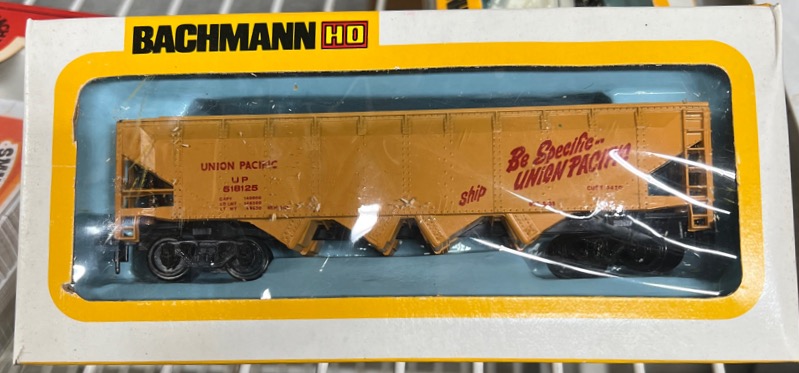 BACHMANN HO
UNION PACIFIC
UP
518125
Be Specific --
ship UNION PACIFIC